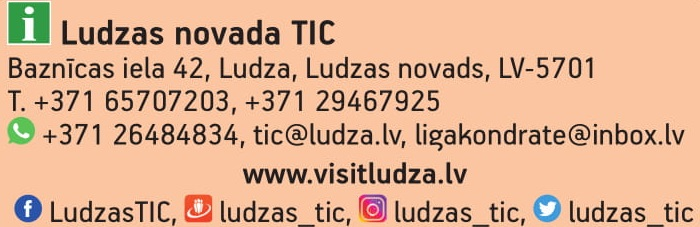 i Ludzas novada TIC
Baznīcas iela 42, Ludza, Ludzas novads, LV-5701
T. +371 65707203, +371 29467925
+371 26484834, tic@ludza.lv, ligakondrate@inbox.lv
www.visitludza.lv
LudzasTIC, ludzas_tic, ludzas_tic, ludzas_tic